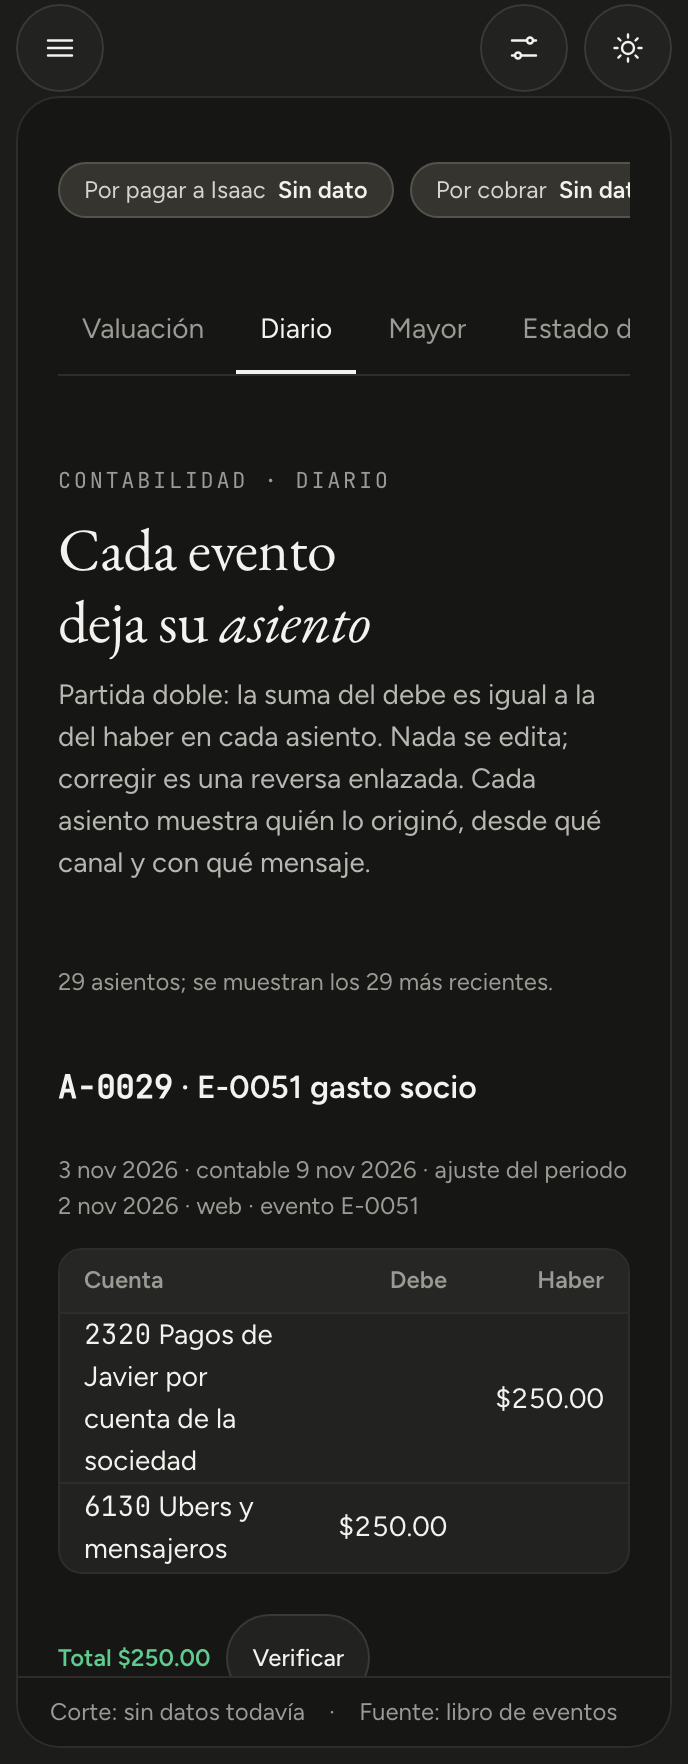 Por pagar a Isaac Sin dato
Por cobrar Sin dat
Valuación Diario Mayor Estado d
CONTABILIDAD · DIARIO
Cada evento
deja su asiento
Partida doble: la suma del debe es igual a la
del haber en cada asiento. Nada se edita;
corregir es una reversa enlazada. Cada
asiento muestra quién lo originó, desde qué
canal y con qué mensaje.
29 asientos; se muestran los 29 más recientes.
A-0029 · E-0051 gasto socio
3 nov 2026 · contable 9 nov 2026 · ajuste del periodo
2 nov 2026 · web · evento E-0051
Cuenta Debe Haber
2320 Pagos de
Javier por
cuenta de la
sociedad
$250.00
6130 Ubers y
mensajeros
$250.00
Total $250.00 Verificar
Corte: sin datos todavía · Fuente: libro de eventos